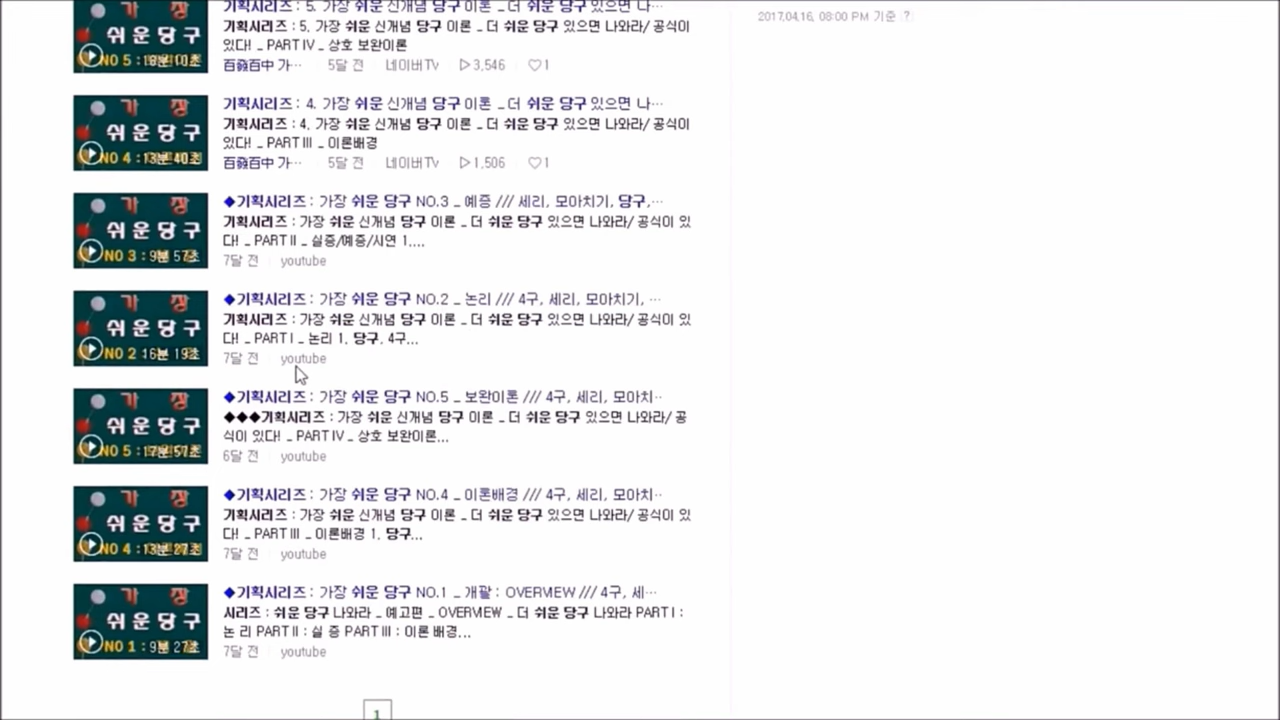 기획시리즈 : 5. 가장 쉬운 신개념 당구 이론 _ 더 쉬운 당구 있으면 나…
2017.04.16. 08:00 PM 기준 ?
기획시리즈 : 5. 가장 쉬운 신개념 당구 이론 _ 더 쉬운 당구 있으면 나와라/ 공식이
있다! _ PART Ⅳ _ 상호 보완이론
百發百中 가… 5달 전 네이버TV ▷3,546 ♡1
쉬운당구
NO 5 :
가 장
쉬운당구
NO 4 : 13분 40초
기획시리즈 : 4. 가장 쉬운 신개념 당구 이론 _ 더 쉬운 당구 있으면 나…
기획시리즈 : 4. 가장 쉬운 신개념 당구 이론 _ 더 쉬운 당구 있으면 나와라/ 공식이
있다! _ PART Ⅲ _ 이론배경
百發百中 가… 5달 전 네이버TV ▷1,506 ♡1
가 장
쉬운당구
NO 3 : 9분 57초
◆기획시리즈 : 가장 쉬운 당구 NO.3 _ 예증 /// 세리, 모아치기, 당구,…
기획시리즈 : 가장 쉬운 신개념 당구 이론 _ 더 쉬운 당구 있으면 나와라/ 공식이 있
다! _ PART Ⅱ _ 실증/예증/시연 1....
7달 전 youtube
가 장
쉬운당구
NO 2 : 16분 19초
◆기획시리즈 : 가장 쉬운 당구 NO.2 _ 논리 /// 4구, 세리, 모아치기, …
기획시리즈 : 가장 쉬운 신개념 당구 이론 _ 더 쉬운 당구 있으면 나와라/ 공식이 있
다! _ PART Ⅰ _ 논리 1. 당구, 4구...
7달 전 youtube
가 장
쉬운당구
NO 5 : 17분 57초
◆기획시리즈 : 가장 쉬운 당구 NO.5 _ 보완이론 /// 4구, 세리, 모아치…
◆◆◆기획시리즈 : 가장 쉬운 신개념 당구 이론 _ 더 쉬운 당구 있으면 나와라/ 공
식이 있다! _ PART Ⅳ _ 상호 보완이론...
6달 전 youtube
가 장
쉬운당구
NO 4 : 13분 27초
◆기획시리즈 : 가장 쉬운 당구 NO.4 _ 이론배경 /// 4구, 세리, 모아치…
기획시리즈 : 가장 쉬운 신개념 당구 이론 _ 더 쉬운 당구 있으면 나와라/ 공식이 있
다! _ PART Ⅲ _ 이론배경 1. 당구...
7달 전 youtube
가 장
쉬운당구
NO 1 : 9분 27초
◆기획시리즈 : 가장 쉬운 당구 NO.1 _ 개괄 : OVERVIEW /// 4구, 세…
시리즈 : 쉬운 당구 나와라 _ 예고편 _ OVERVIEW _ 더 쉬운 당구 나와라 PART Ⅰ :
논 리 PART Ⅱ : 실 증 PART Ⅲ : 이론 배경...
7달 전 youtube
1